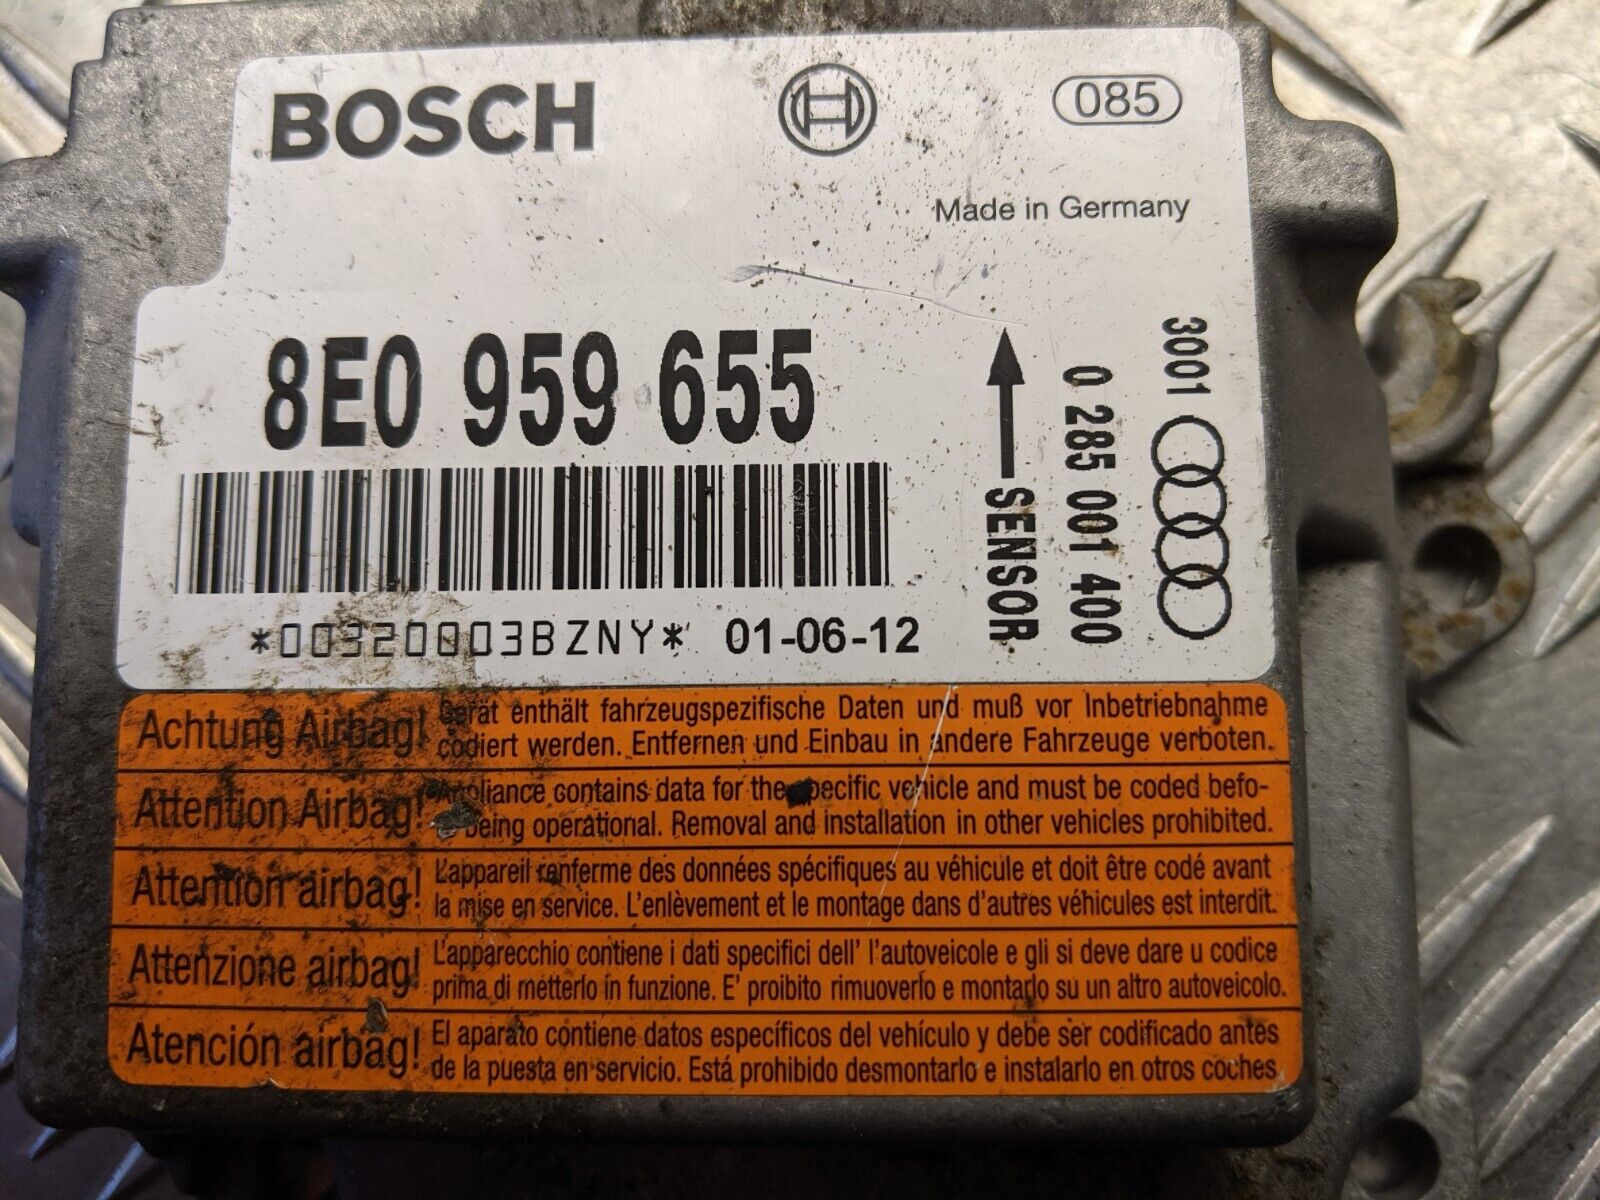 BOSCH
085
Made in Germany
8E0 959 655
SENSOR
0 285 001 400
3001
*00320003BZNY* 01-06-12
Achtung Airbag! Gerät enthält fahrzeugspezifische Daten und muß vor Inbetriebnahme
codiert werden. Entfernen und Einbau in andere Fahrzeuge verboten.
Attention Airbag! Appliance contains data for the specific vehicle and must be coded befo-
being operational. Removal and installation in other vehicles prohibited.
Attention airbag! L'appareil renferme des données spécifiques au véhicule et doit être codé avant
la mise en service. L'enlèvement et le montage dans d'autres véhicules est interdit.
Attenzione airbag! L'apparecchio contiene i dati specifici dell' l'autoveicole e gli si deve dare u codice
prima di metterlo in funzione. E' proibito rimuoverlo e montarlo su un altro autoveicolo.
Atención airbag! El aparato contiene datos específicos del vehículo y debe ser codificado antes
de la puesta en servicio. Está prohibido desmontarlo e instalarlo en otros coches.